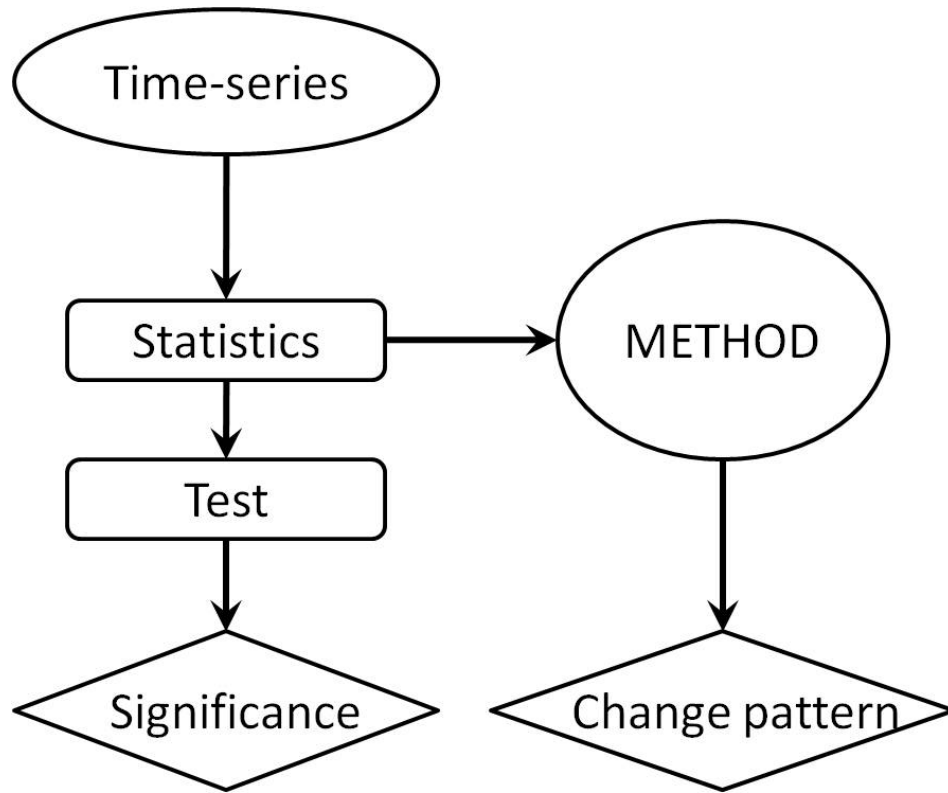 Time-series
Statistics
METHOD
Test
Significance
Change pattern